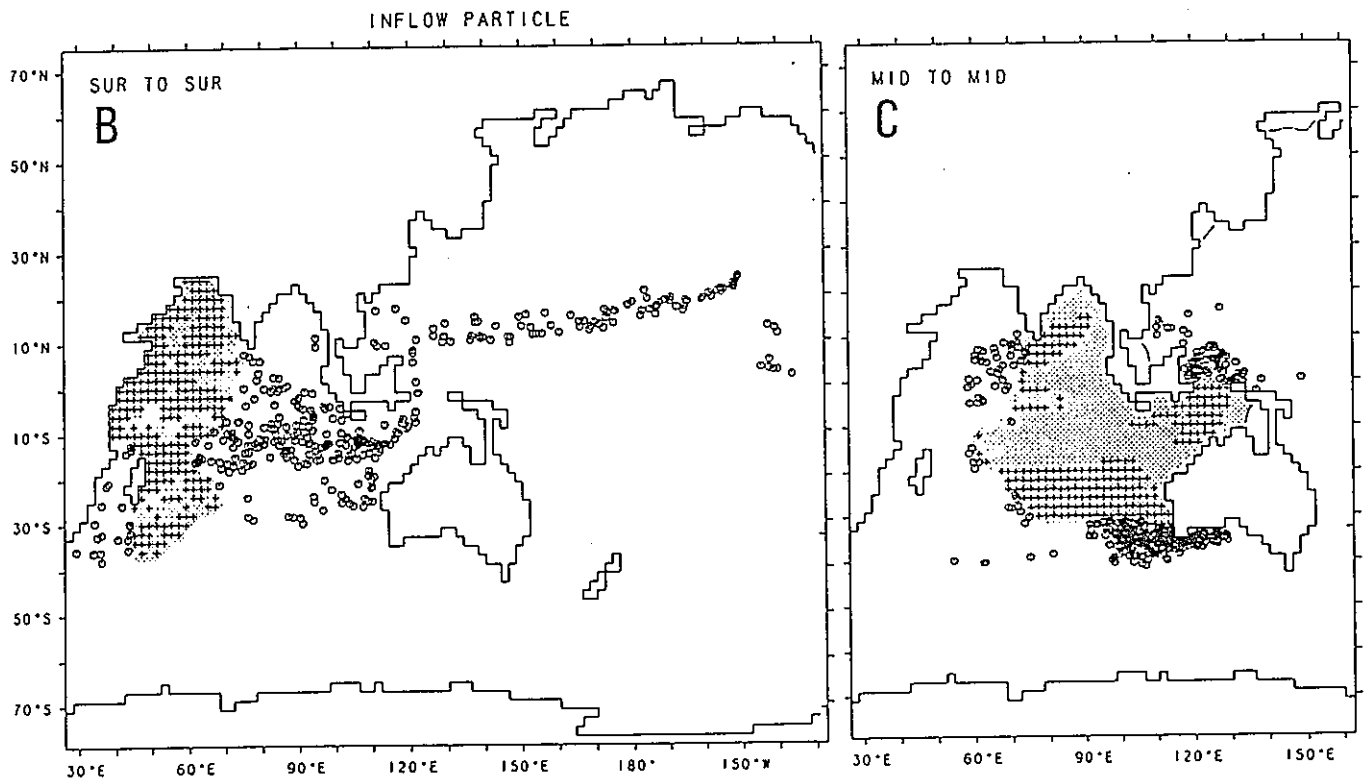 INFLOW PARTICLE
SUR TO SUR
B
MID TO MID
C
70°N
50°N
30°N
10°N
10°S
30°S
50°S
70°S
30°E 60°E 90°E 120°E 150°E 180° 150°W
30°E 60°E 90°E 120°E 150°E